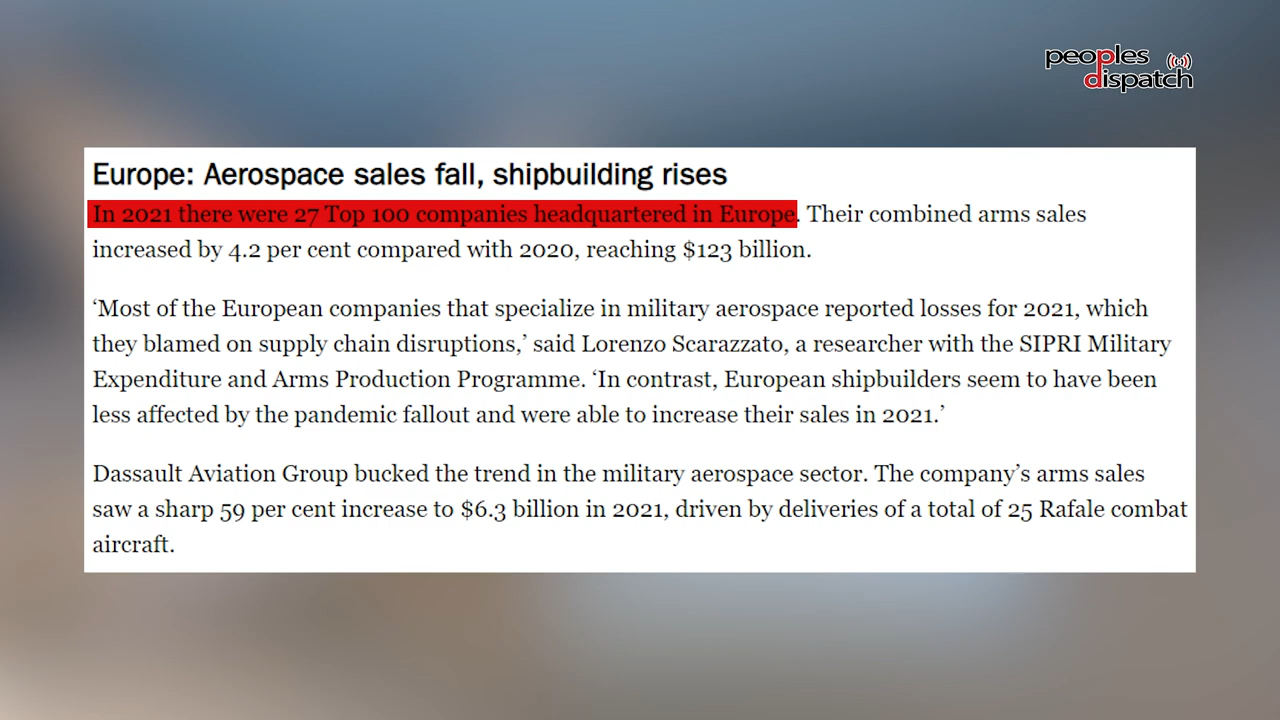 peoples
dispatch
Europe: Aerospace sales fall, shipbuilding rises
In 2021 there were 27 Top 100 companies headquartered in Europe. Their combined arms sales
increased by 4.2 per cent compared with 2020, reaching $123 billion.
‘Most of the European companies that specialize in military aerospace reported losses for 2021, which
they blamed on supply chain disruptions,’ said Lorenzo Scarazzato, a researcher with the SIPRI Military
Expenditure and Arms Production Programme. ‘In contrast, European shipbuilders seem to have been
less affected by the pandemic fallout and were able to increase their sales in 2021.’
Dassault Aviation Group bucked the trend in the military aerospace sector. The company’s arms sales
saw a sharp 59 per cent increase to $6.3 billion in 2021, driven by deliveries of a total of 25 Rafale combat
aircraft.